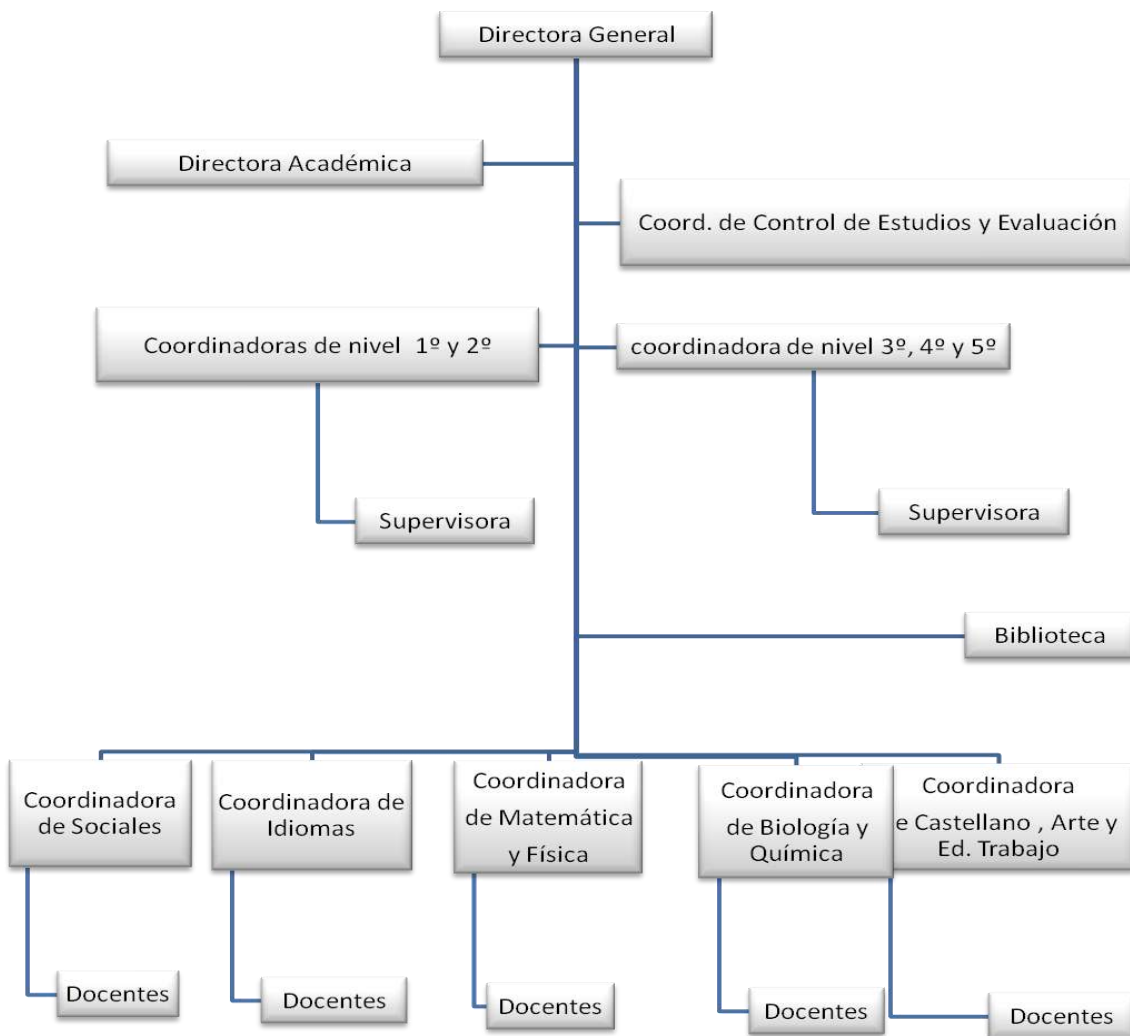 Directora General
Directora Académica
Coord. de Control de Estudios y Evaluación
Coordinadoras de nivel 1º y 2º
coordinadora de nivel 3º, 4º y 5º
Supervisora
Supervisora
Biblioteca
Coordinadora
de Sociales
Coordinadora de
Idiomas
Coordinadora
de Matemática
y Física
Coordinadora
de Biología y
Química
Coordinadora
e Castellano , Arte y
Ed. Trabajo
Docentes
Docentes
Docentes
Docentes
Docentes